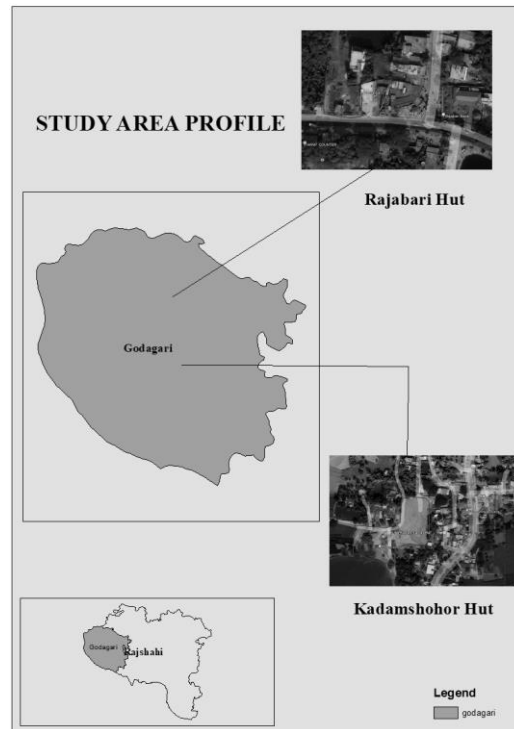 STUDY AREA PROFILE
Rajabari Hut
Godagari
Kadamshohor Hut
Godagari
Rajshahi
Legend
godagari